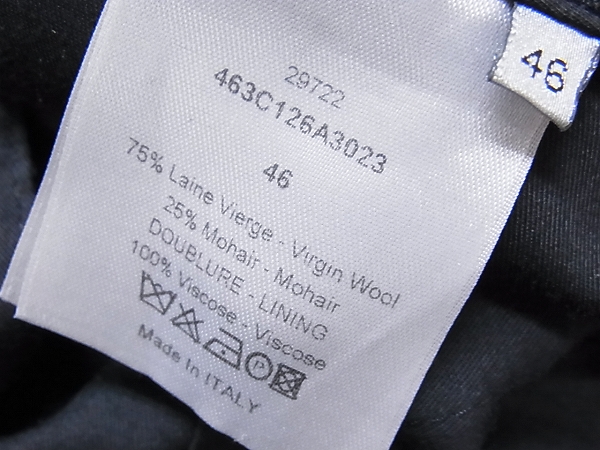 46
29722
463C126A3023
46
75% Laine Vierge - Virgin Wool
25% Mohair - Mohair
DOUBLURE - LINING
100% Viscose - Viscose
P
Made In ITALY